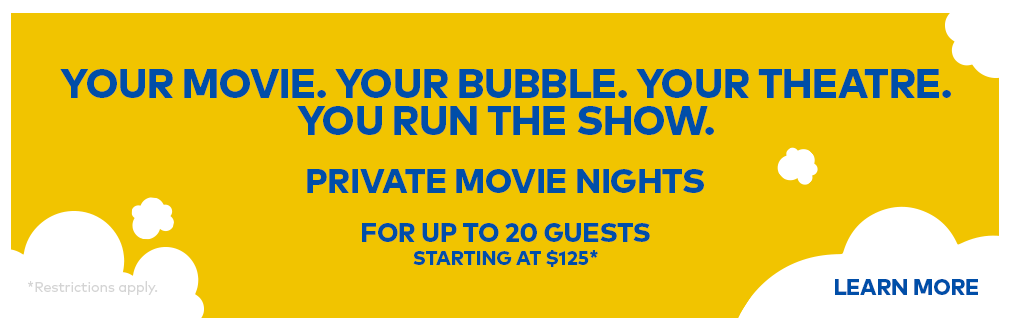 YOUR MOVIE. YOUR BUBBLE. YOUR THEATRE.
YOU RUN THE SHOW.
PRIVATE MOVIE NIGHTS
FOR UP TO 20 GUESTS
STARTING AT $125*
*Restrictions apply.
LEARN MORE